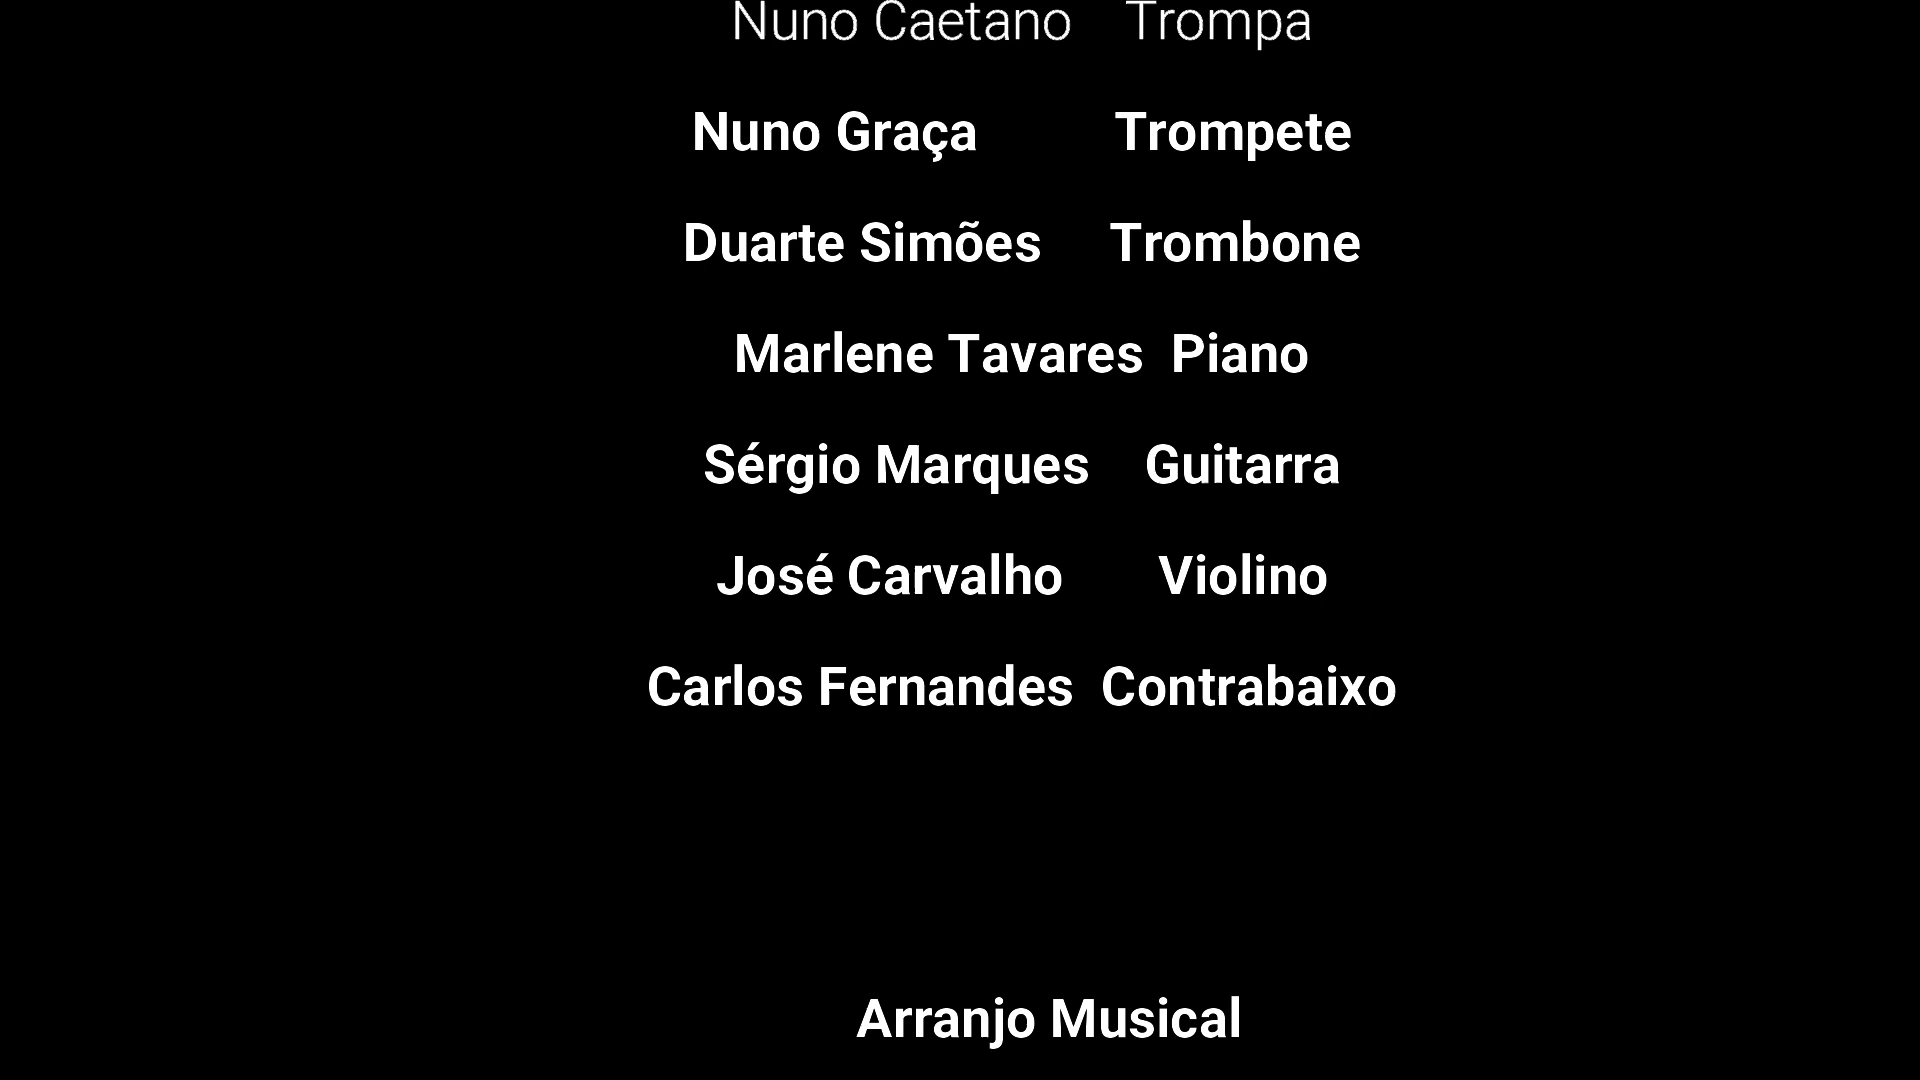 Nuno Caetano Trompa
Nuno Graça Trompete
Duarte Simões Trombone
Marlene Tavares Piano
Sérgio Marques Guitarra
José Carvalho Violino
Carlos Fernandes Contrabaixo
Arranjo Musical